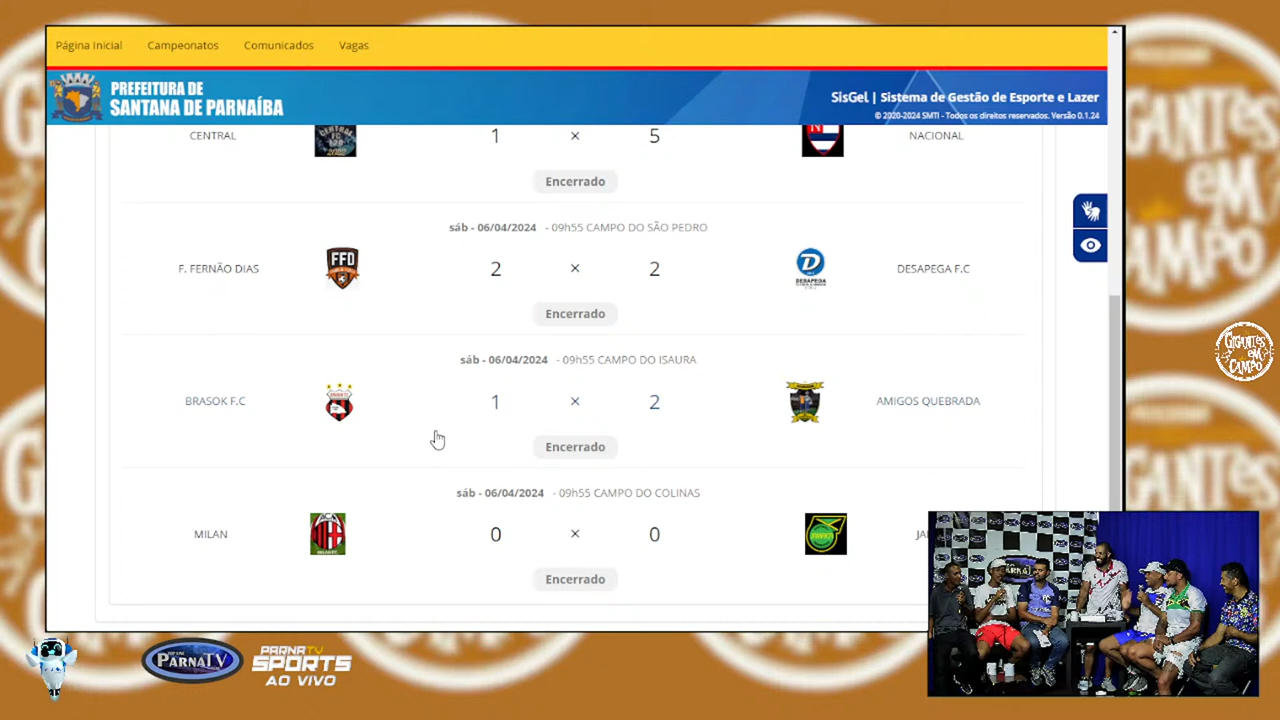 Página Inicial Campeonatos Comunicados Vagas
PREFEITURA DE
SANTANA DE PARNAÍBA
SisGel | Sistema de Gestão de Esporte e Lazer
© 2020-2024 SMTI - Todos os direitos reservados. Versão 0.1.24
CENTRAL 1 × 5 NACIONAL
Encerrado
sáb - 06/04/2024 - 09h55 CAMPO DO SÃO PEDRO
F. FERNÃO DIAS FFD 2 × 2 D DESAPEGA F.C
Encerrado
sáb - 06/04/2024 - 09h55 CAMPO DO ISAURA
BRASOK F.C 1 × 2 AMIGOS QUEBRADA
Encerrado
sáb - 06/04/2024 - 09h55 CAMPO DO COLINAS
MILAN 0 × 0
Encerrado
GIGANTES
EM
CAMPO
PARNATV
PARNATV
SPORTS
AO VIVO